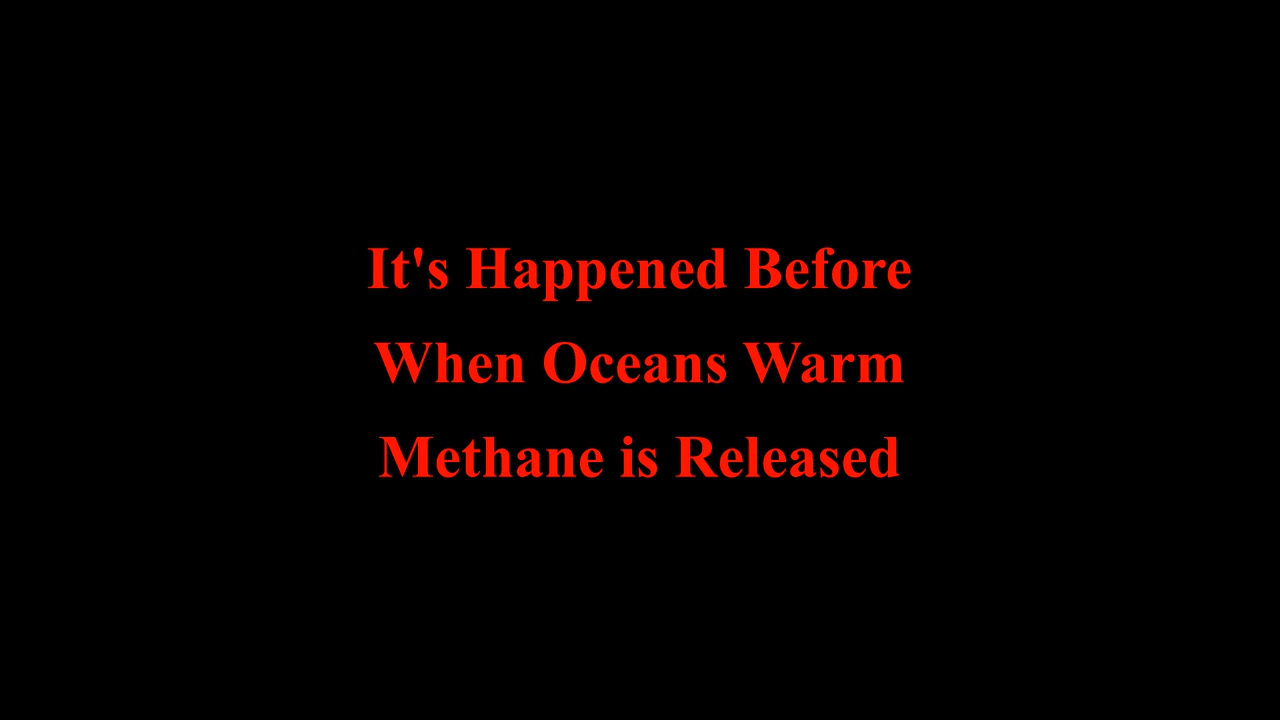 It's Happened Before
When Oceans Warm
Methane is Released